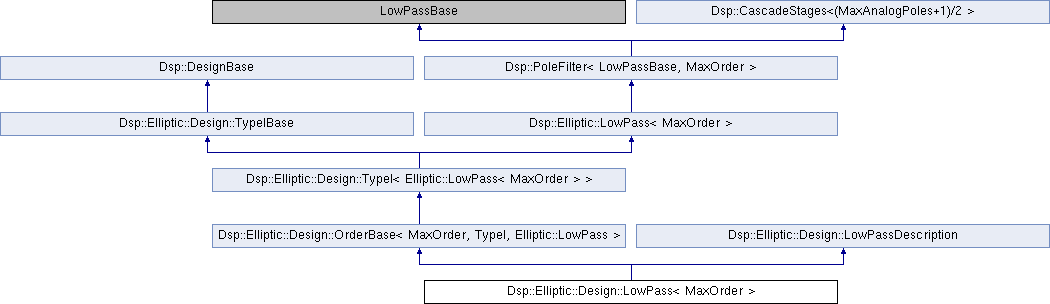 LowPassBase
Dsp::CascadeStages<(MaxAnalogPoles+1)/2 >
Dsp::DesignBase
Dsp::PoleFilter< LowPassBase, MaxOrder >
Dsp::Elliptic::Design::TypeIBase
Dsp::Elliptic::LowPass< MaxOrder >
Dsp::Elliptic::Design::TypeI< Elliptic::LowPass< MaxOrder > >
Dsp::Elliptic::Design::OrderBase< MaxOrder, TypeI, Elliptic::LowPass >
Dsp::Elliptic::Design::LowPassDescription
Dsp::Elliptic::Design::LowPass< MaxOrder >